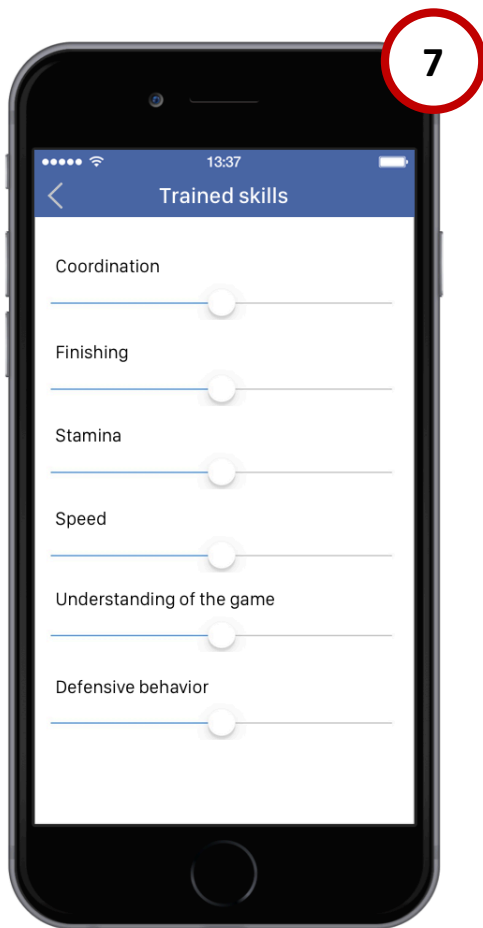 7
13:37
Trained skills
Coordination
Finishing
Stamina
Speed
Understanding of the game
Defensive behavior